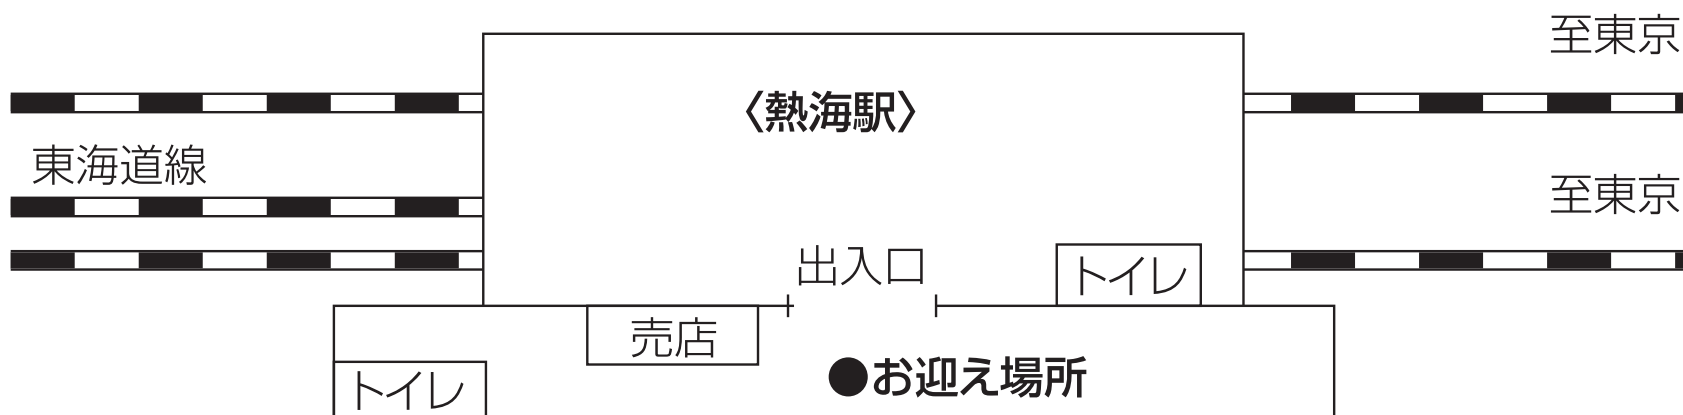 至東京
〈熱海駅〉
東海道線
至東京
出入口
トイレ
売店
●お迎え場所
トイレ